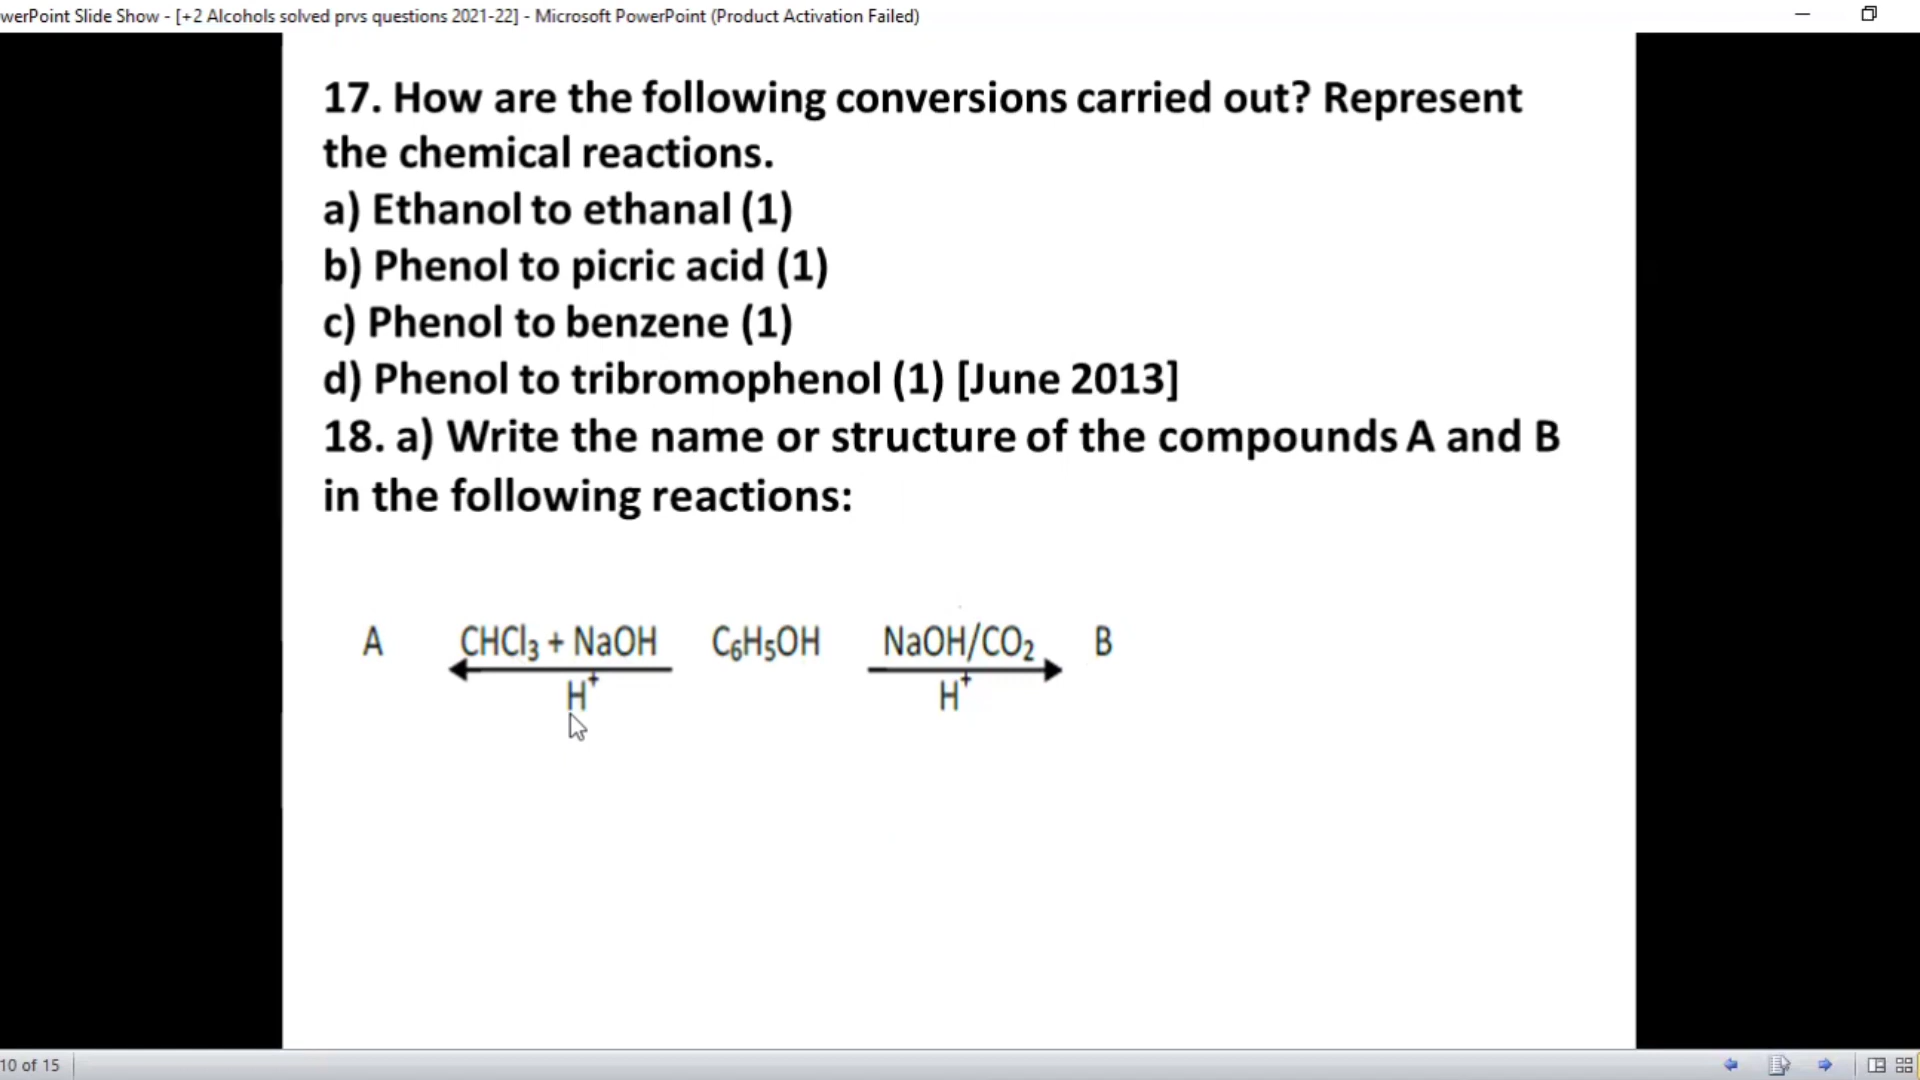 werPoint Slide Show - [+2 Alcohols solved prvs questions 2021-22] - Microsoft PowerPoint (Product Activation Failed)
17. How are the following conversions carried out? Represent
the chemical reactions.
a) Ethanol to ethanal (1)
b) Phenol to picric acid (1)
c) Phenol to benzene (1)
d) Phenol to tribromophenol (1) [June 2013]
18. a) Write the name or structure of the compounds A and B
in the following reactions:
A CHCl₃ + NaOH C₆H₅OH NaOH/CO₂ B
H⁺ H⁺
10 of 15